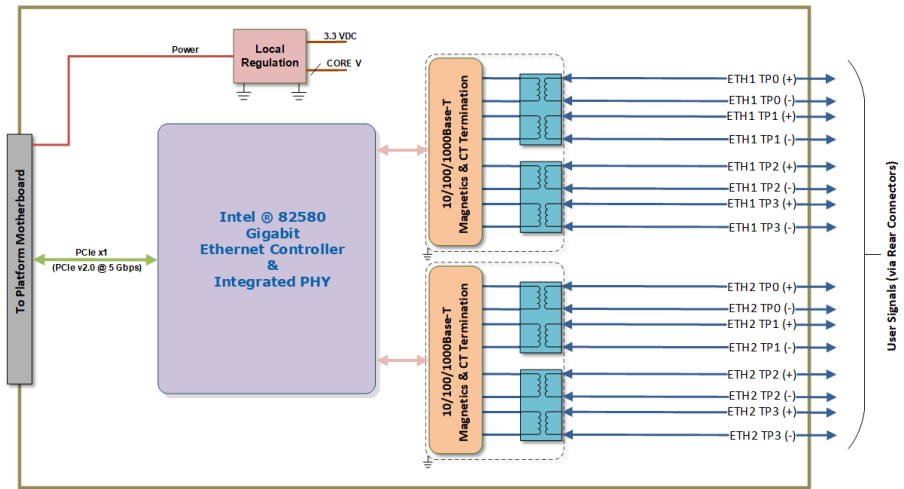 Power
Local
Regulation
3.3 VDC
CORE V
To Platform Motherboard
PCIe x1
(PCIe v2.0 @ 5 Gbps)
Intel ® 82580
Gigabit
Ethernet Controller
&
Integrated PHY
10/100/1000Base-T
Magnetics & CT Termination
ETH1 TP0 (+)
ETH1 TP0 (-)
ETH1 TP1 (+)
ETH1 TP1 (-)
ETH1 TP2 (+)
ETH1 TP2 (-)
ETH1 TP3 (+)
ETH1 TP3 (-)
10/100/1000Base-T
Magnetics & CT Termination
ETH2 TP0 (+)
ETH2 TP0 (-)
ETH2 TP1 (+)
ETH2 TP1 (-)
ETH2 TP2 (+)
ETH2 TP2 (-)
ETH2 TP3 (+)
ETH2 TP3 (-)
User Signals (via Rear Connectors)